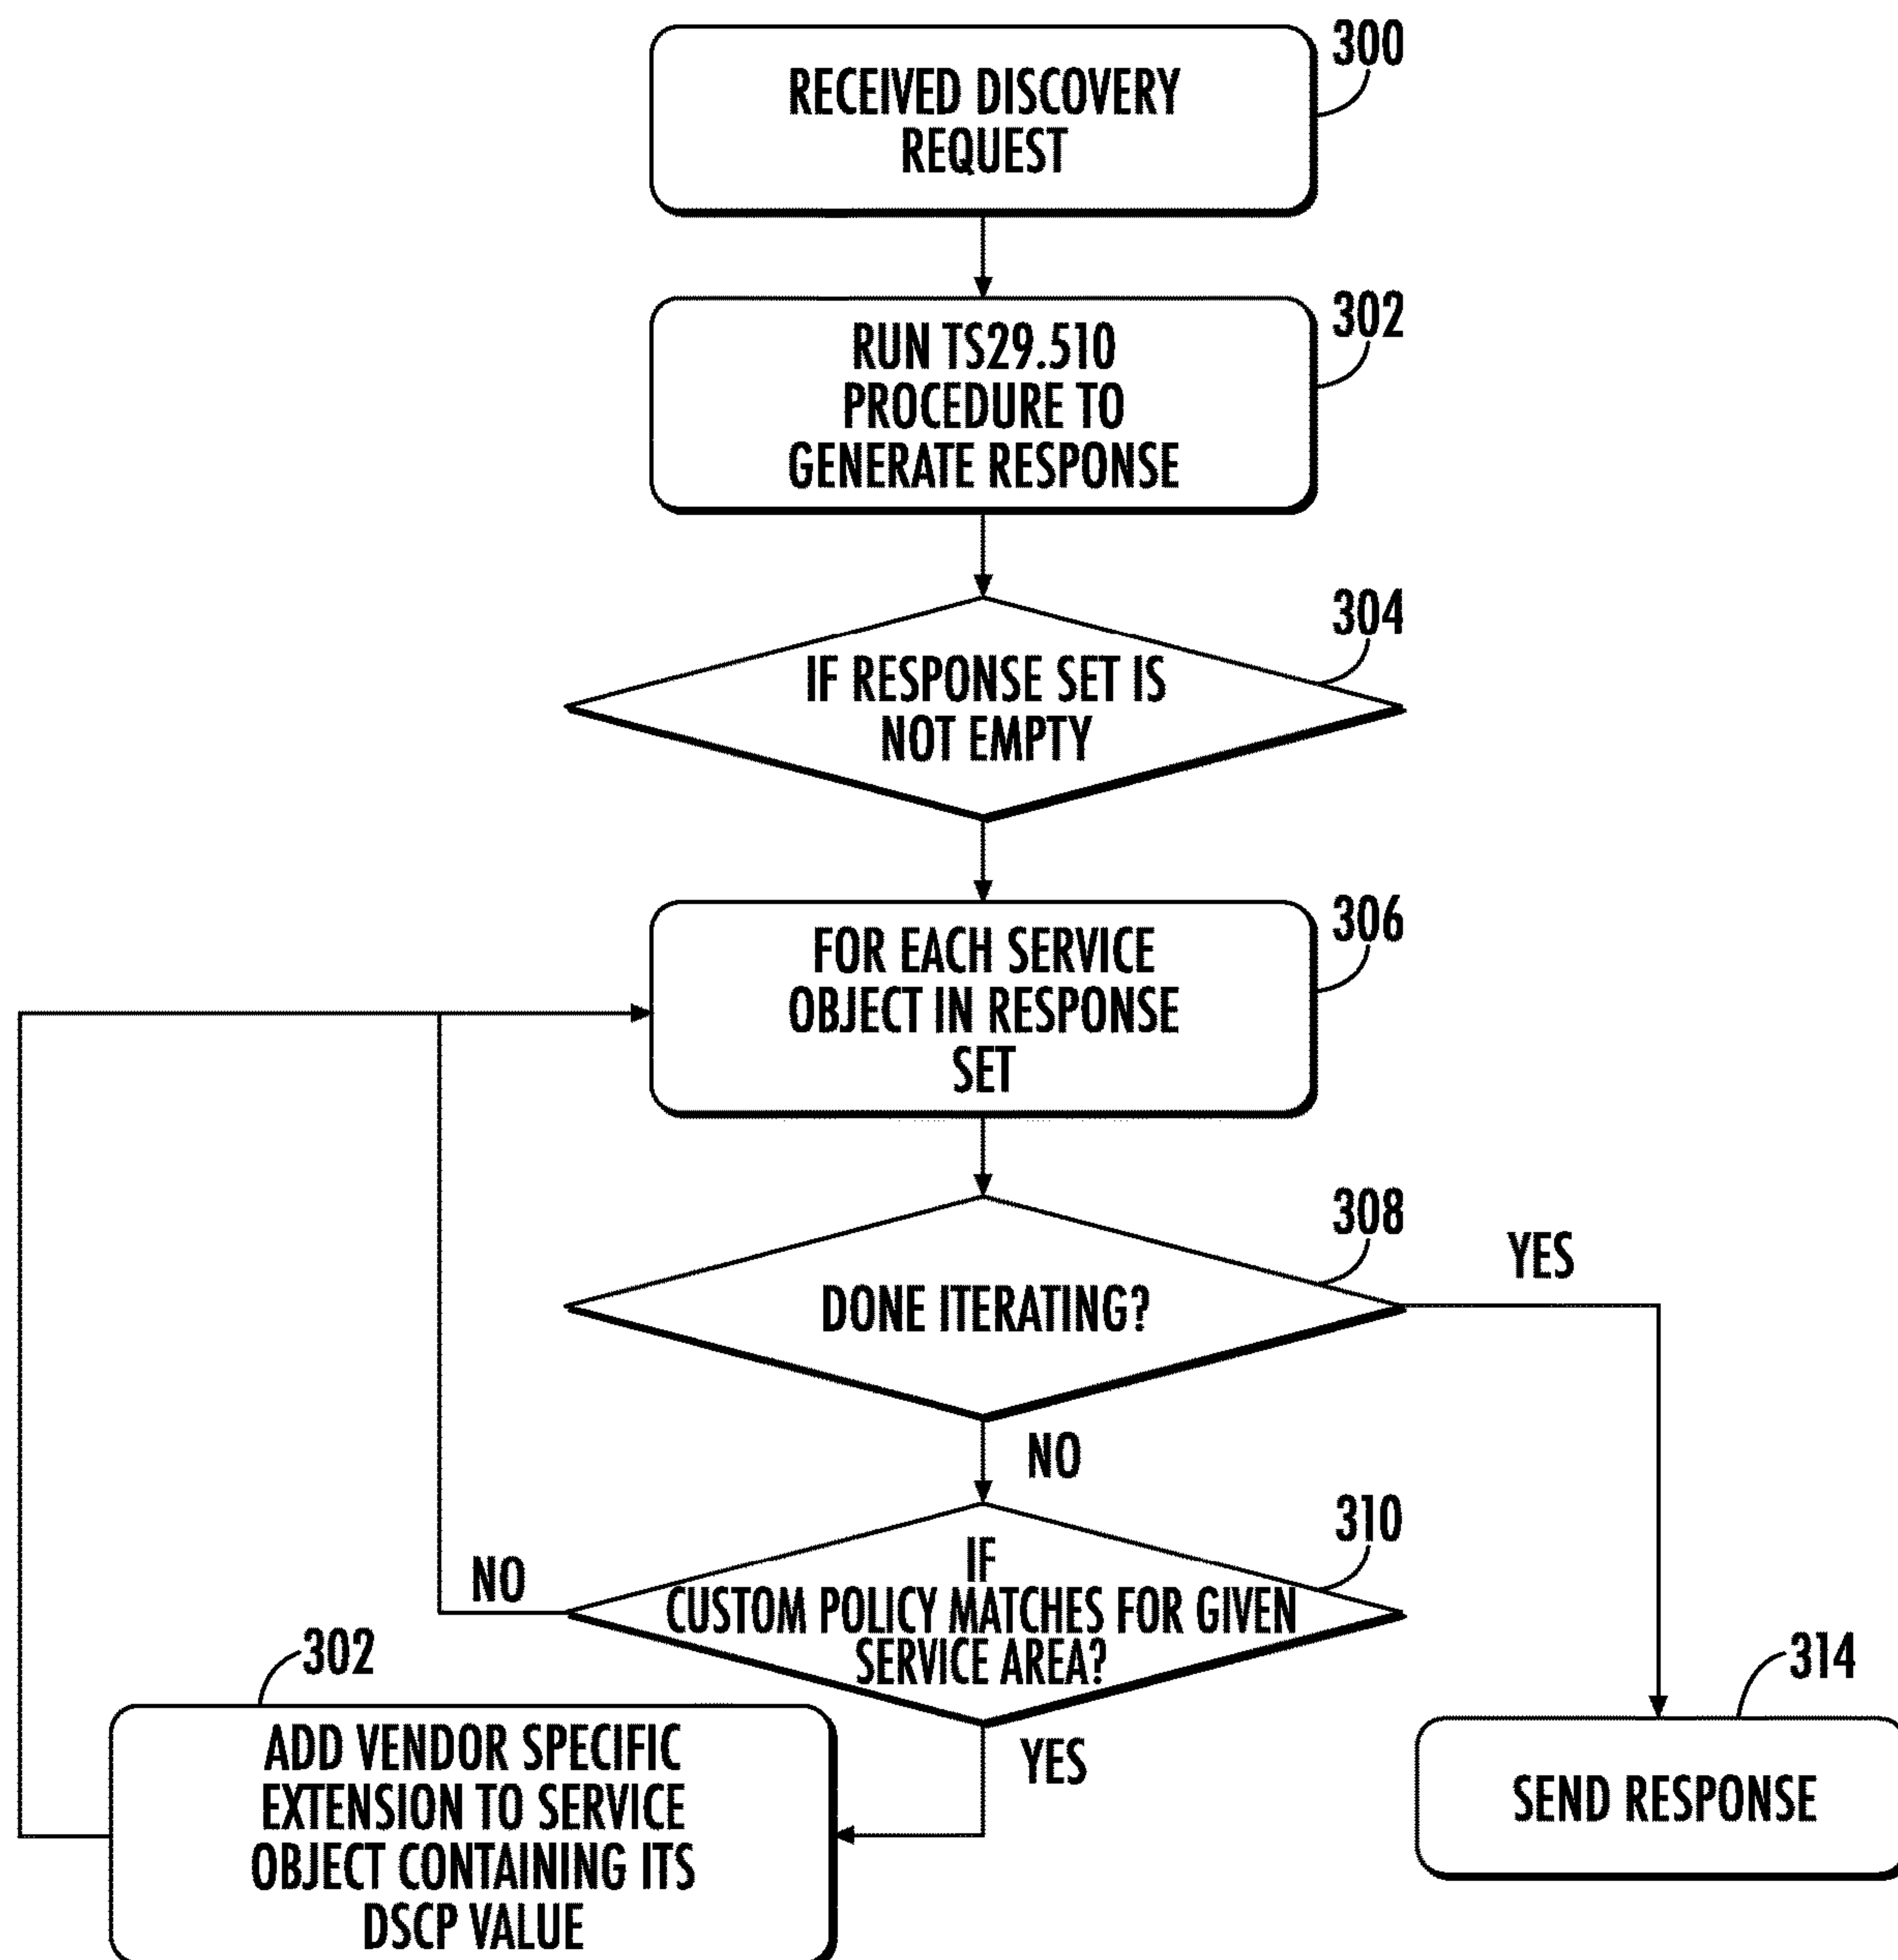 300
RECEIVED DISCOVERY
REQUEST
302
RUN TS29.510
PROCEDURE TO
GENERATE RESPONSE
304
IF RESPONSE SET IS
NOT EMPTY
306
FOR EACH SERVICE
OBJECT IN RESPONSE
SET
308
YES
DONE ITERATING?
NO
310
NO
IF
CUSTOM POLICY MATCHES FOR GIVEN
SERVICE AREA?
302
YES
314
ADD VENDOR SPECIFIC
EXTENSION TO SERVICE
OBJECT CONTAINING ITS
DSCP VALUE
SEND RESPONSE